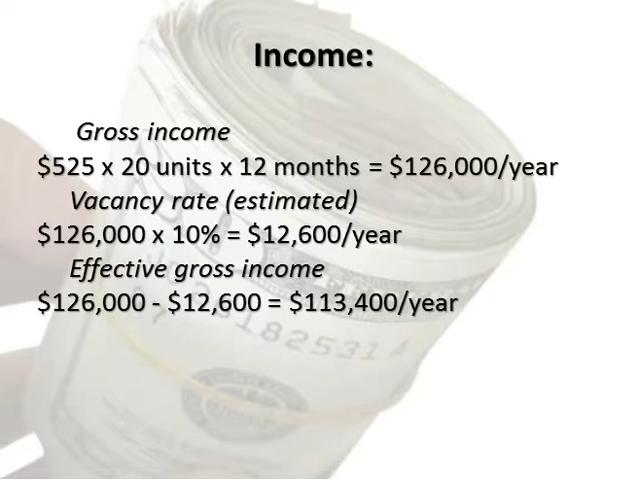 Income:
Gross income
$525 x 20 units x 12 months = $126,000/year
Vacancy rate (estimated)
$126,000 x 10% = $12,600/year
Effective gross income
$126,000 - $12,600 = $113,400/year